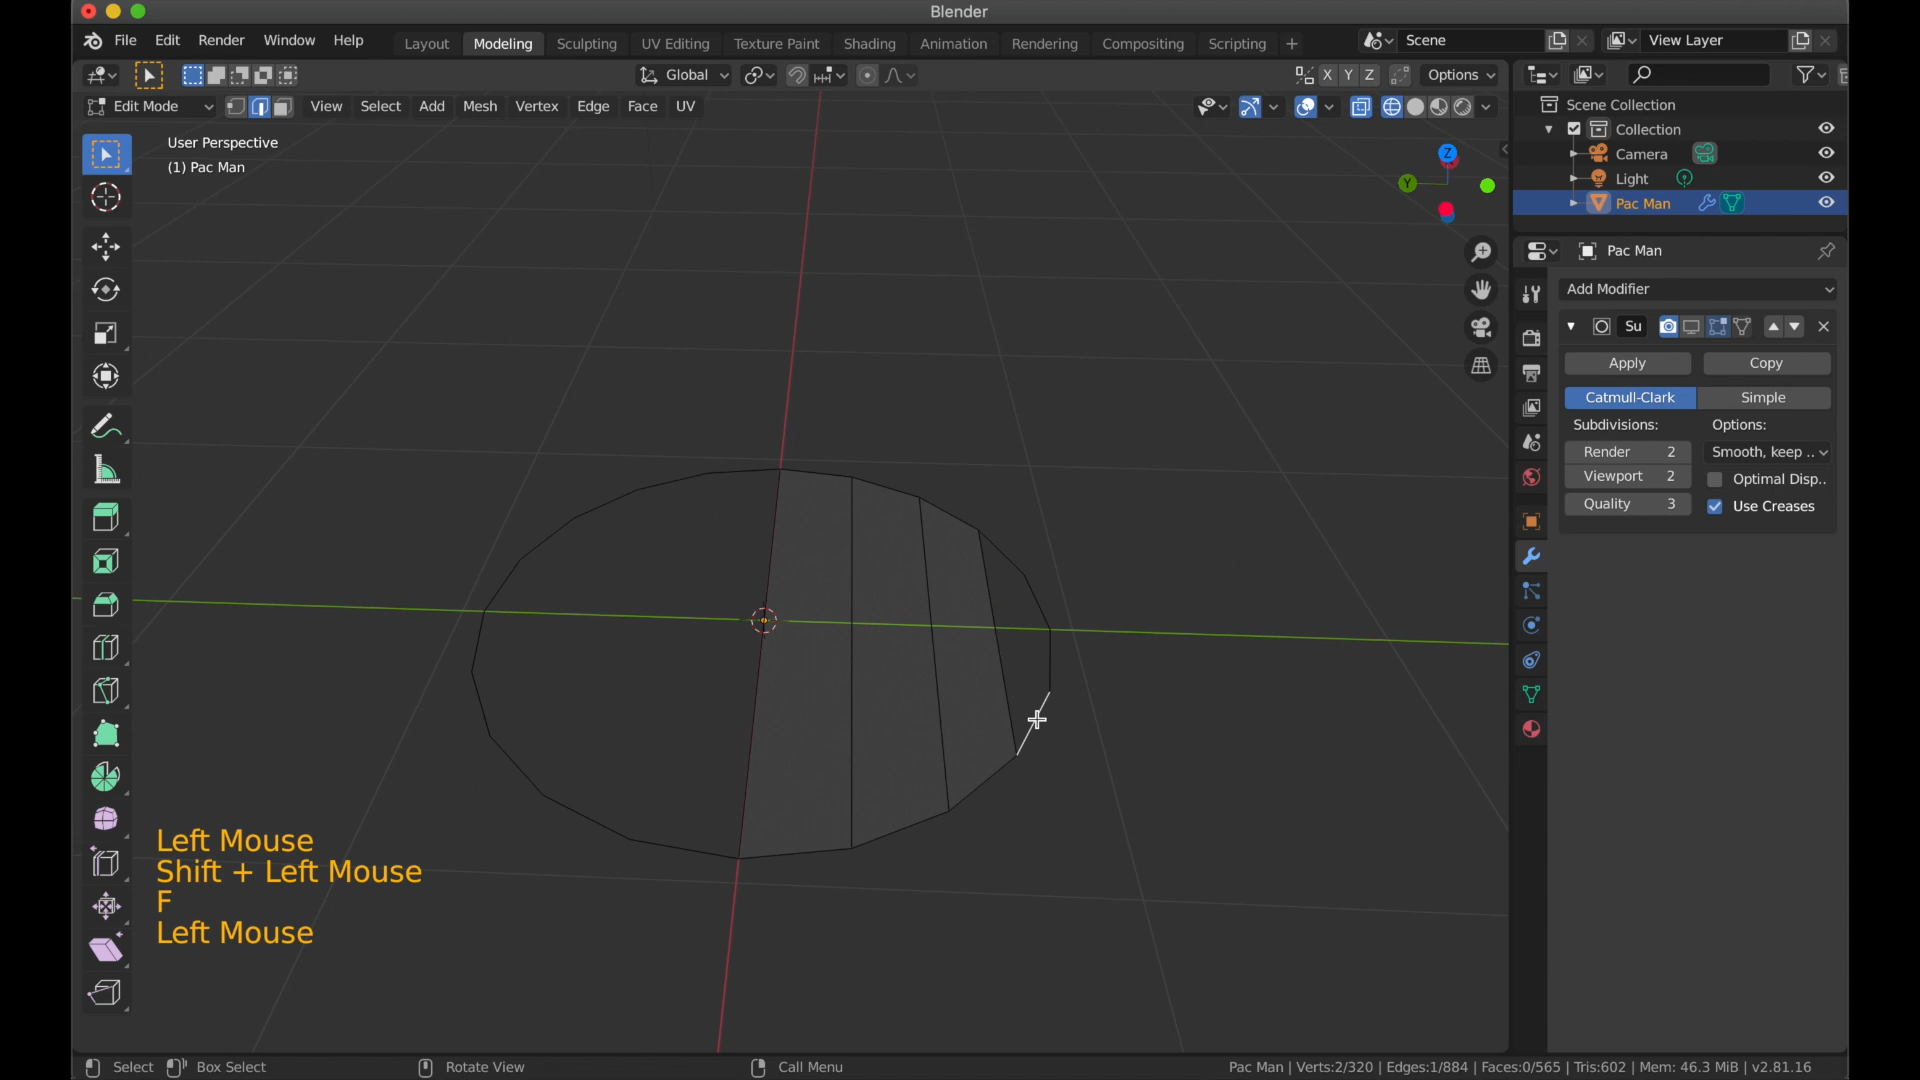 Blender
File Edit Render Window Help
Layout Modeling Sculpting UV Editing Texture Paint Shading Animation Rendering Compositing Scripting +
Scene
View Layer
Global
X Y Z
Options
Edit Mode
View Select Add Mesh Vertex Edge Face UV
User Perspective
(1) Pac Man
Z
Y
Scene Collection
Collection
Camera
Light
Pac Man
Pac Man
Add Modifier
Su
Apply Copy
Catmull-Clark Simple
Subdivisions: Options:
Render 2 Smooth, keep ..
Viewport 2 Optimal Disp..
Quality 3 Use Creases
Left Mouse
Shift + Left Mouse
F
Left Mouse
Select Box Select Rotate View Call Menu
Pac Man | Verts:2/320 | Edges:1/884 | Faces:0/565 | Tris:602 | Mem: 46.3 MiB | v2.81.16